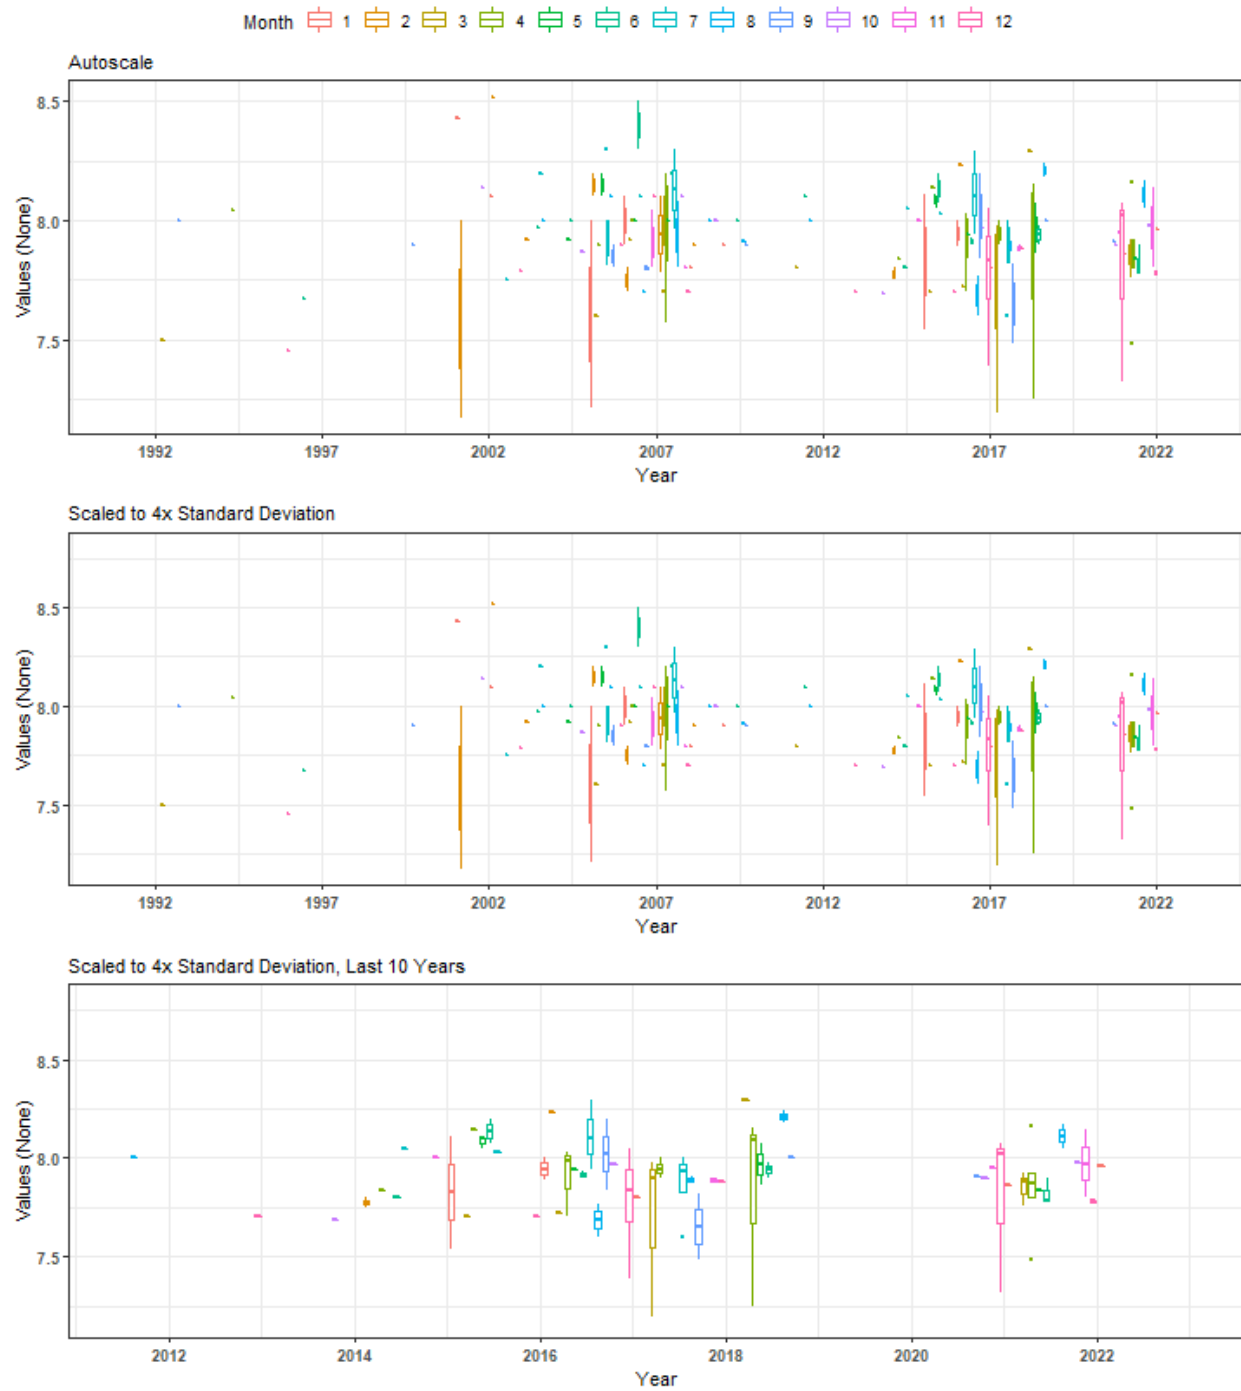 Month 1 2 3 4 5 6 7 8 9 10 11 12
Autoscale
8.5
8.0
7.5
Values (None)
1992 1997 2002 2007 2012 2017 2022
Year
Scaled to 4x Standard Deviation
8.5
8.0
7.5
Values (None)
1992 1997 2002 2007 2012 2017 2022
Year
Scaled to 4x Standard Deviation, Last 10 Years
8.5
8.0
7.5
Values (None)
2012 2014 2016 2018 2020 2022
Year